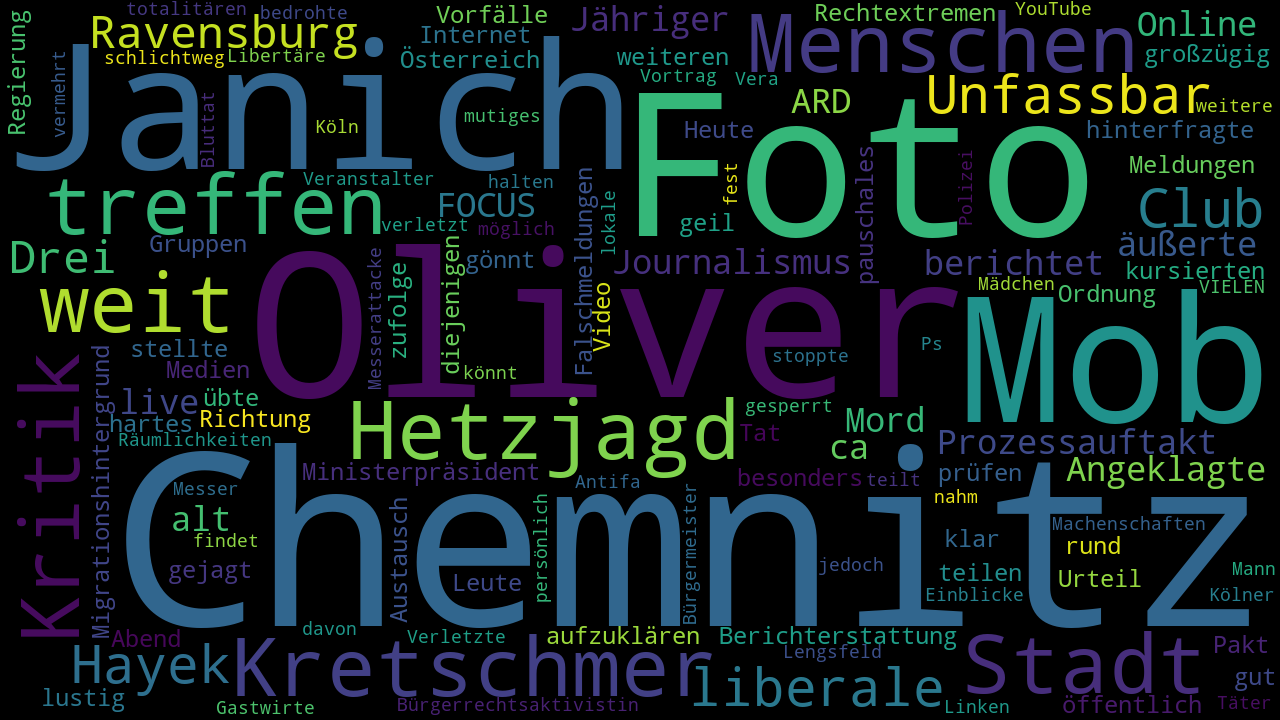 totalitären
bedrohte
Vorfälle
Jähriger
Rechtextremen
YouTube
Regierung
Ravensburg
Internet
Menschen
Online
schlichtweg
Libertäre
Österreich
weiteren
großzügig
vermehrt
Janich
Vortrag
Vera
Foto
ARD
Unfassbar
weitere
Bluttat
Köln
mutiges
Heute
hinterfragte
treffen
Veranstalter
halten
Falschmeldungen
fest
pauschales
Polizei
Meldungen
FOCUS
lokale
Club
verletzt
möglich
geil
Drei
Gruppen
Oliver
gönnt
Journalismus
berichtet
äußerte
kursierten
weit
Messerattacke
zufolge
diejenigen
Video
Mädchen
Ordnung
VIELEN
Mob
stellte
Medien
könnt
stoppte
Ps
Kritik
Migrationshintergrund
live
übte
hartes
Richtung
Räumlichkeiten
Hetzjagd
gesperrt
Tat
Mord
ca
Prozessauftakt
Chemnitz
Ministerpräsident
Messer
Antifa
besonders
teilt
prüfen
Angeklagte
alt
findet
gejagt
Austausch
Leute
persönlich
Bürgermeister
jedoch
nahm
klar
Machenschaften
rund
teilen
Urteil
Mann
Einblicke
Kölner
Abend
davon
Verletzte
aufzuklären
Berichterstattung
Lengsfeld
Stadt
Pakt
Hayek
Kretschmer
liberale
gut
lustig
Gastwirte
Bürgerrechtsaktivistin
Linken
öffentlich
Täter